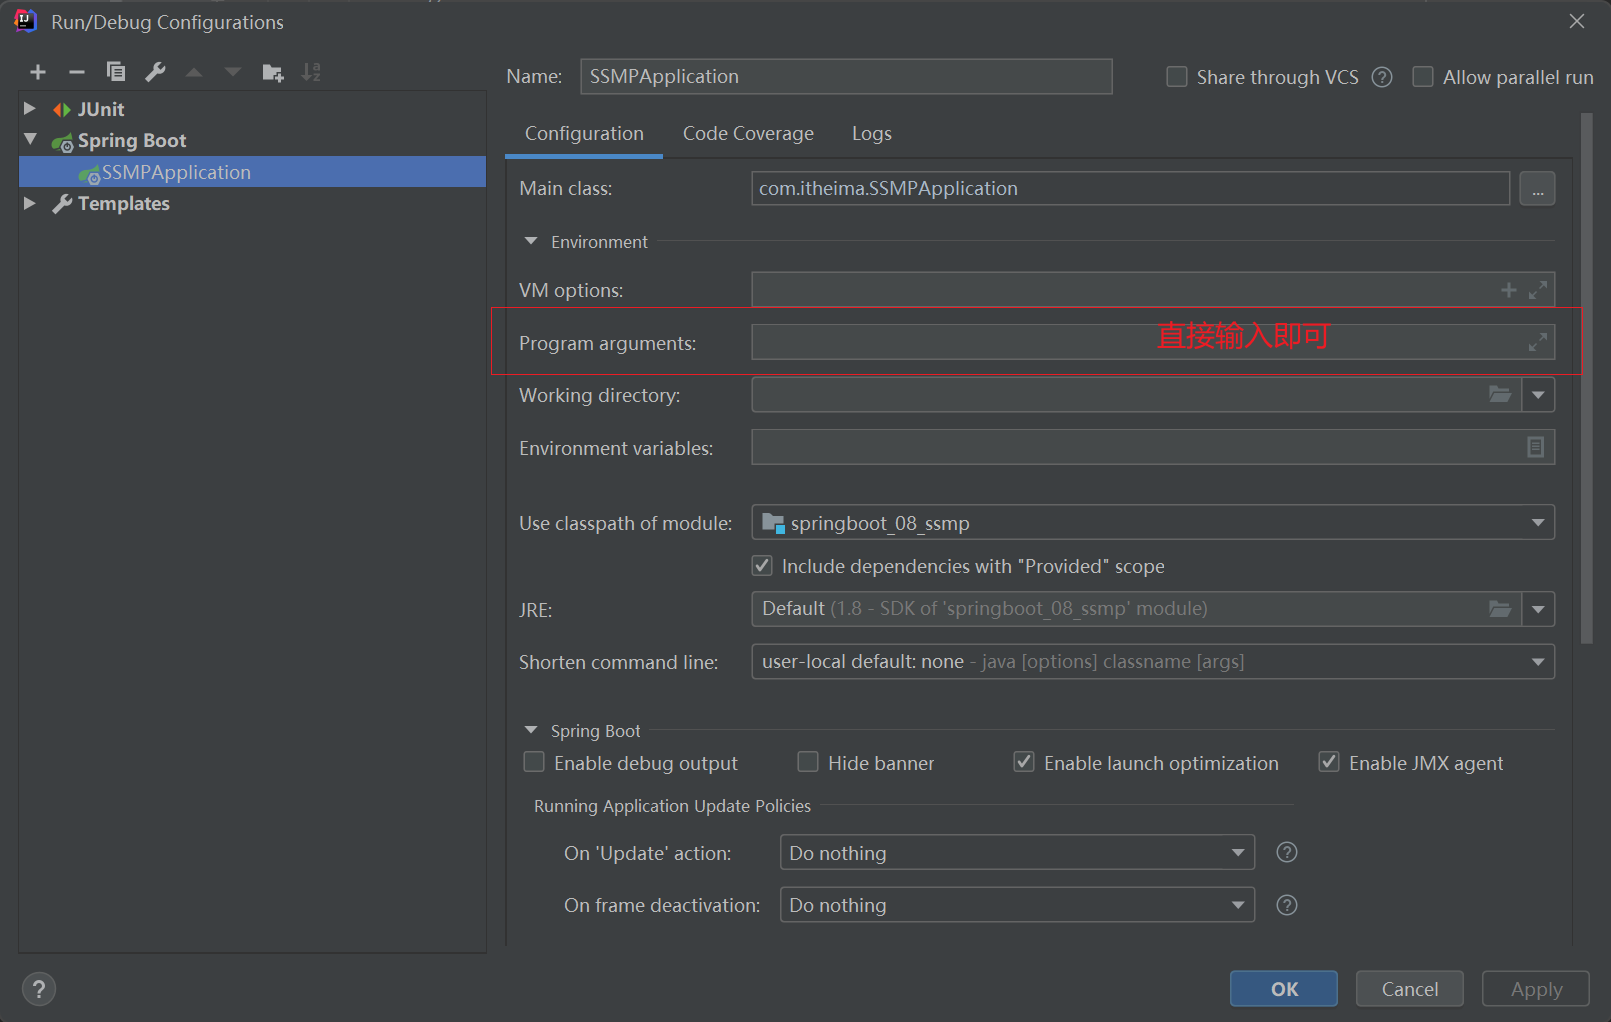 Run/Debug Configurations
Name: SSMPApplication
Share through VCS ?
Allow parallel run
JUnit
Spring Boot
SSMPApplication
Templates
Configuration Code Coverage Logs
Main class: com.itheima.SSMPApplication ...
Environment
VM options:
Program arguments: 直接输入即可
Working directory:
Environment variables:
Use classpath of module: springboot_08_ssmp
Include dependencies with "Provided" scope
JRE: Default (1.8 - SDK of 'springboot_08_ssmp' module)
Shorten command line: user-local default: none - java [options] classname [args]
Spring Boot
Enable debug output Hide banner Enable launch optimization Enable JMX agent
Running Application Update Policies
On 'Update' action: Do nothing ?
On frame deactivation: Do nothing ?
? OK Cancel Apply